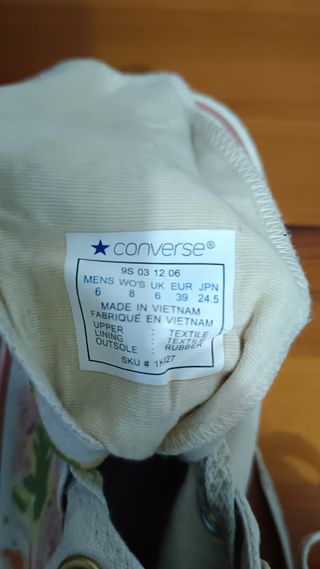 ★ converse®
9S 03 12 06
MENS WO'S UK EUR JPN
6 8 6 39 24.5
MADE IN VIETNAM
FABRIQUÉ EN VIETNAM
UPPER : TEXTILE
LINING : TEXTILE
OUTSOLE : RUBBER
SKU #